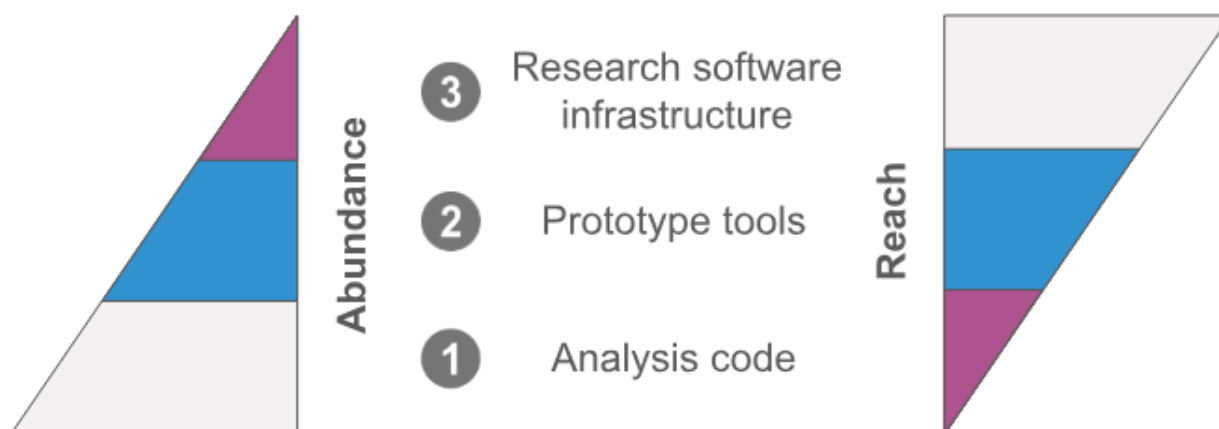 3 Research software
infrastructure
Abundance
2 Prototype tools
Reach
1 Analysis code